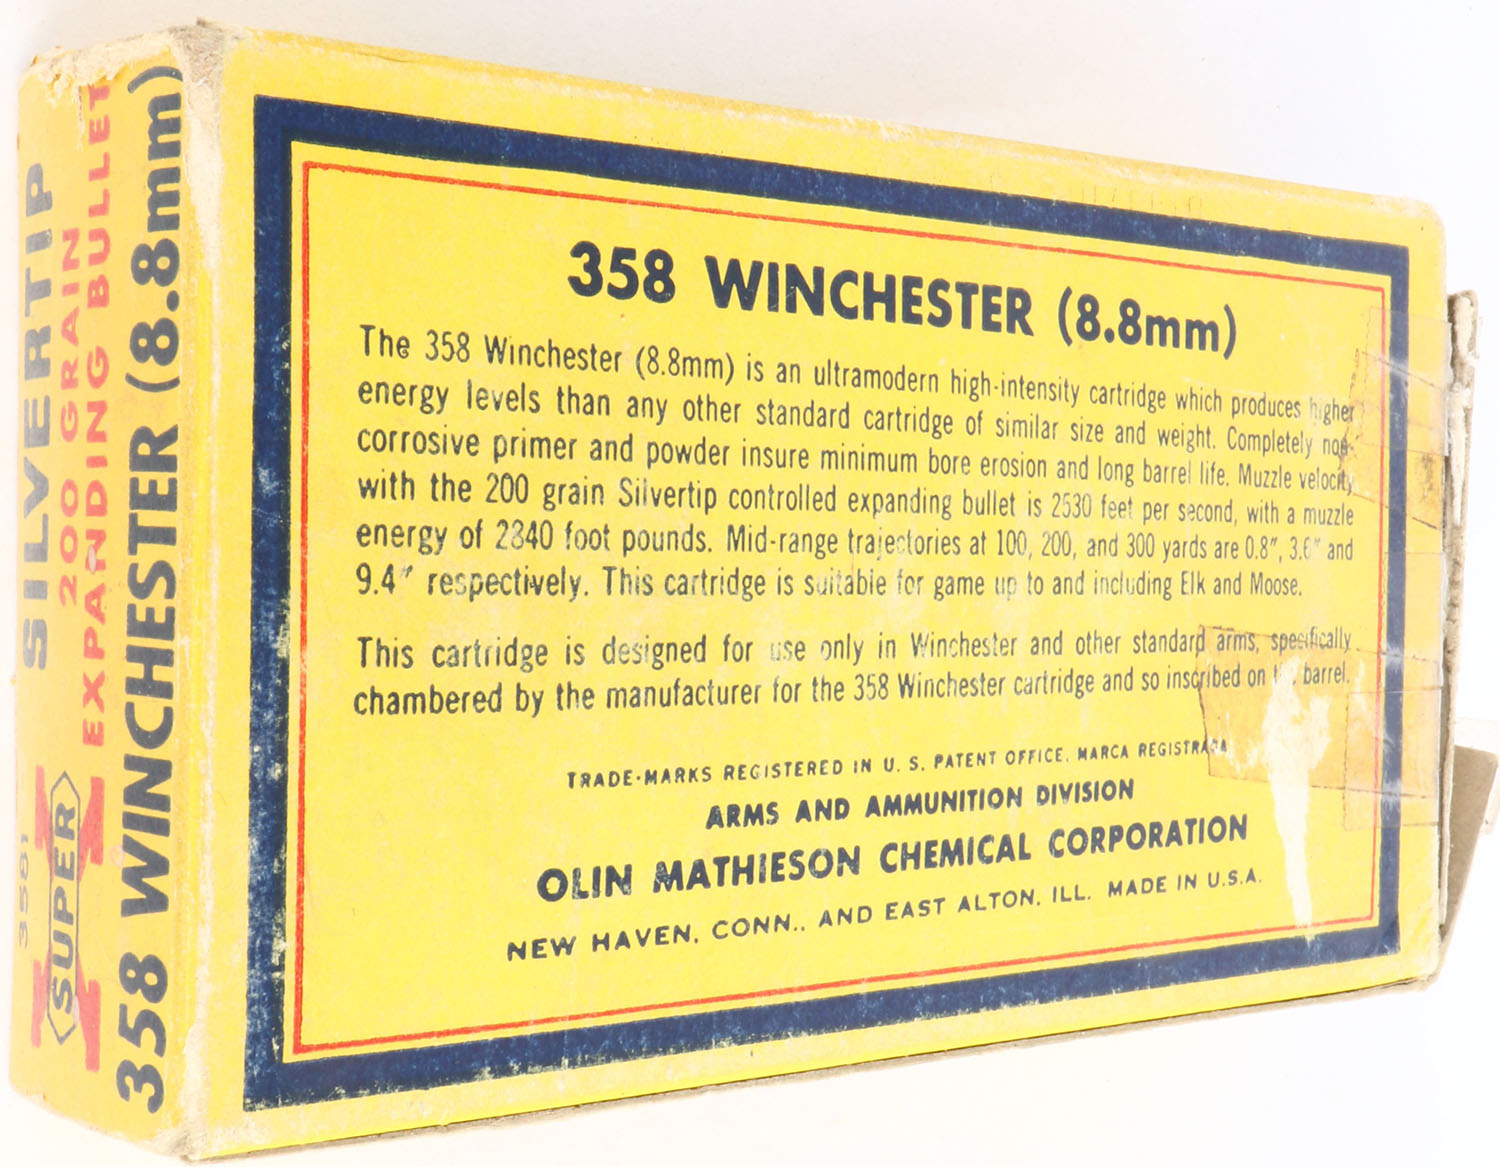 SILVERTIP
200 GRAIN
EXPANDING BULLET
3581
SUPER
X
358 WINCHESTER (8.8mm)
358 WINCHESTER (8.8mm)
The 358 Winchester (8.8mm) is an ultramodern high-intensity cartridge which produces higher
energy levels than any other standard cartridge of similar size and weight. Completely non-
corrosive primer and powder insure minimum bore erosion and long barrel life. Muzzle velocity
with the 200 grain Silvertip controlled expanding bullet is 2530 feet per second, with a muzzle
energy of 2840 foot pounds. Mid-range trajectories at 100, 200, and 300 yards are 0.8", 3.6" and
9.4" respectively. This cartridge is suitable for game up to and including Elk and Moose.
This cartridge is designed for use only in Winchester and other standard arms, specifically
chambered by the manufacturer for the 358 Winchester cartridge and so inscribed on the barrel.
TRADE-MARKS REGISTERED IN U. S. PATENT OFFICE, MARCA REGISTRADA
ARMS AND AMMUNITION DIVISION
OLIN MATHIESON CHEMICAL CORPORATION
NEW HAVEN, CONN., AND EAST ALTON, ILL. MADE IN U.S.A.